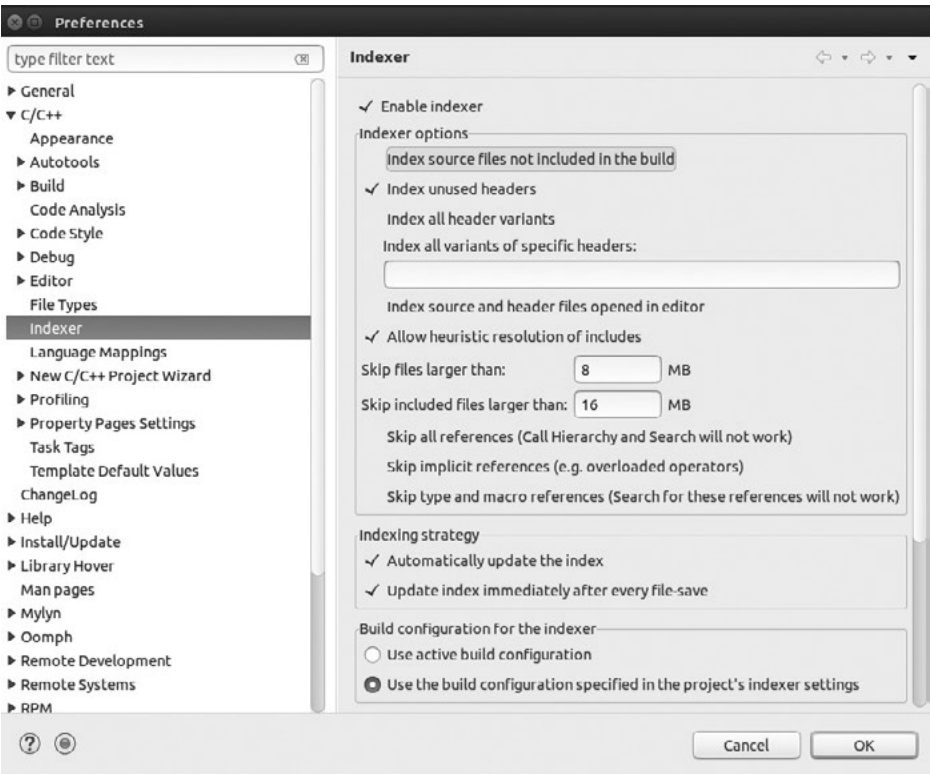 Preferences
type filter text
General
C/C++
Appearance
Autotools
Build
Code Analysis
Code Style
Debug
Editor
File Types
Indexer
Language Mappings
New C/C++ Project Wizard
Profiling
Property Pages Settings
Task Tags
Template Default Values
ChangeLog
Help
Install/Update
Library Hover
Man pages
Mylyn
Oomph
Remote Development
Remote Systems
RPM
Indexer
Enable indexer
Indexer options
Index source files not included in the build
Index unused headers
Index all header variants
Index all variants of specific headers:
Index source and header files opened in editor
Allow heuristic resolution of includes
Skip files larger than: 8 MB
Skip included files larger than: 16 MB
Skip all references (Call Hierarchy and Search will not work)
Skip implicit references (e.g. overloaded operators)
Skip type and macro references (Search for these references will not work)
Indexing strategy
Automatically update the index
Update index immediately after every file-save
Build configuration for the indexer
Use active build configuration
Use the build configuration specified in the project's indexer settings
Cancel
OK